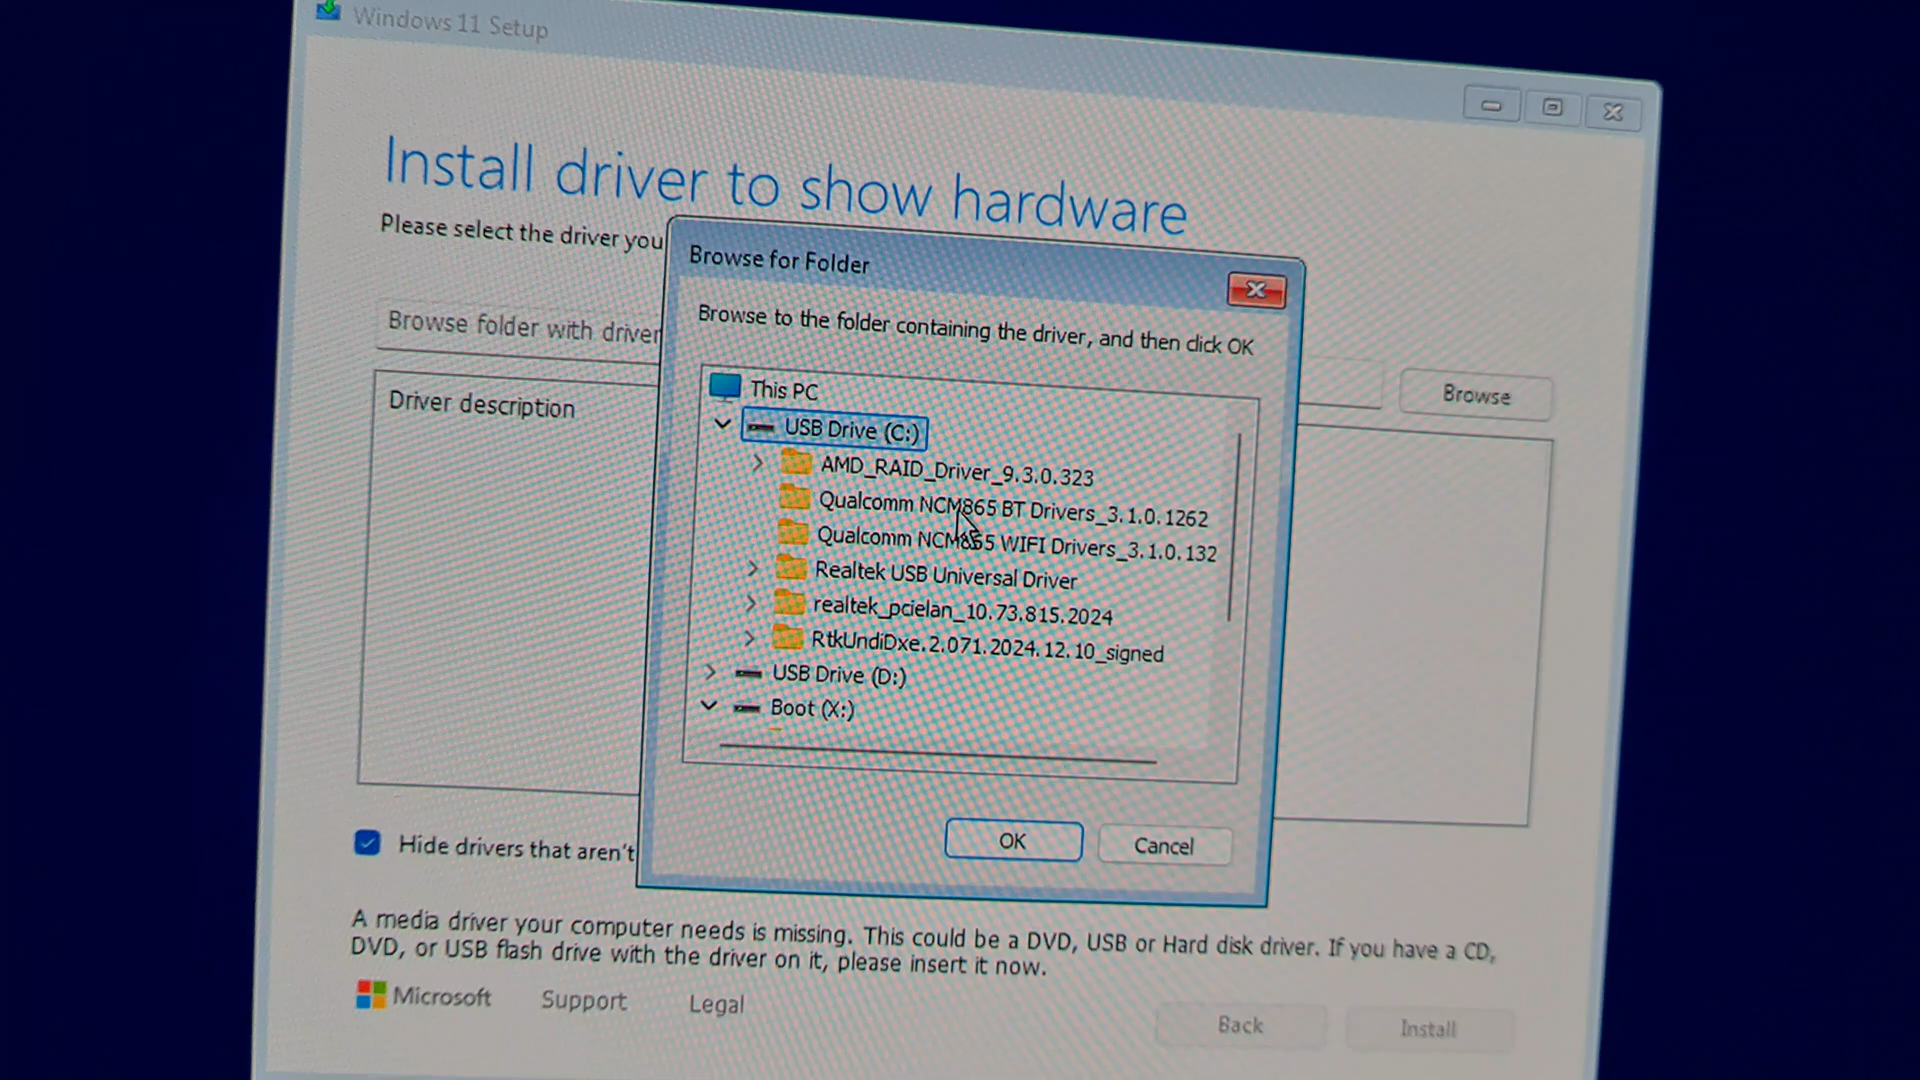 Windows 11 Setup
Install driver to show hardware
Please select the driver you
Browse for Folder
Browse to the folder containing the driver, and then click OK
Browse folder with driver
Browse
Driver description
This PC
USB Drive (C:)
AMD_RAID_Driver_9.3.0.323
Qualcomm NCM865 BT Drivers_3.1.0.1262
Qualcomm NCM865 WIFI Drivers_3.1.0.132
Realtek USB Universal Driver
realtek_pcielan_10.73.815.2024
RtkUndiDxe.2.071.2024.12.10_signed
USB Drive (D:)
Boot (X:)
OK
Cancel
Hide drivers that aren't
A media driver your computer needs is missing. This could be a DVD, USB or Hard disk driver. If you have a CD,
DVD, or USB flash drive with the driver on it, please insert it now.
Microsoft
Support
Legal
Back
Install